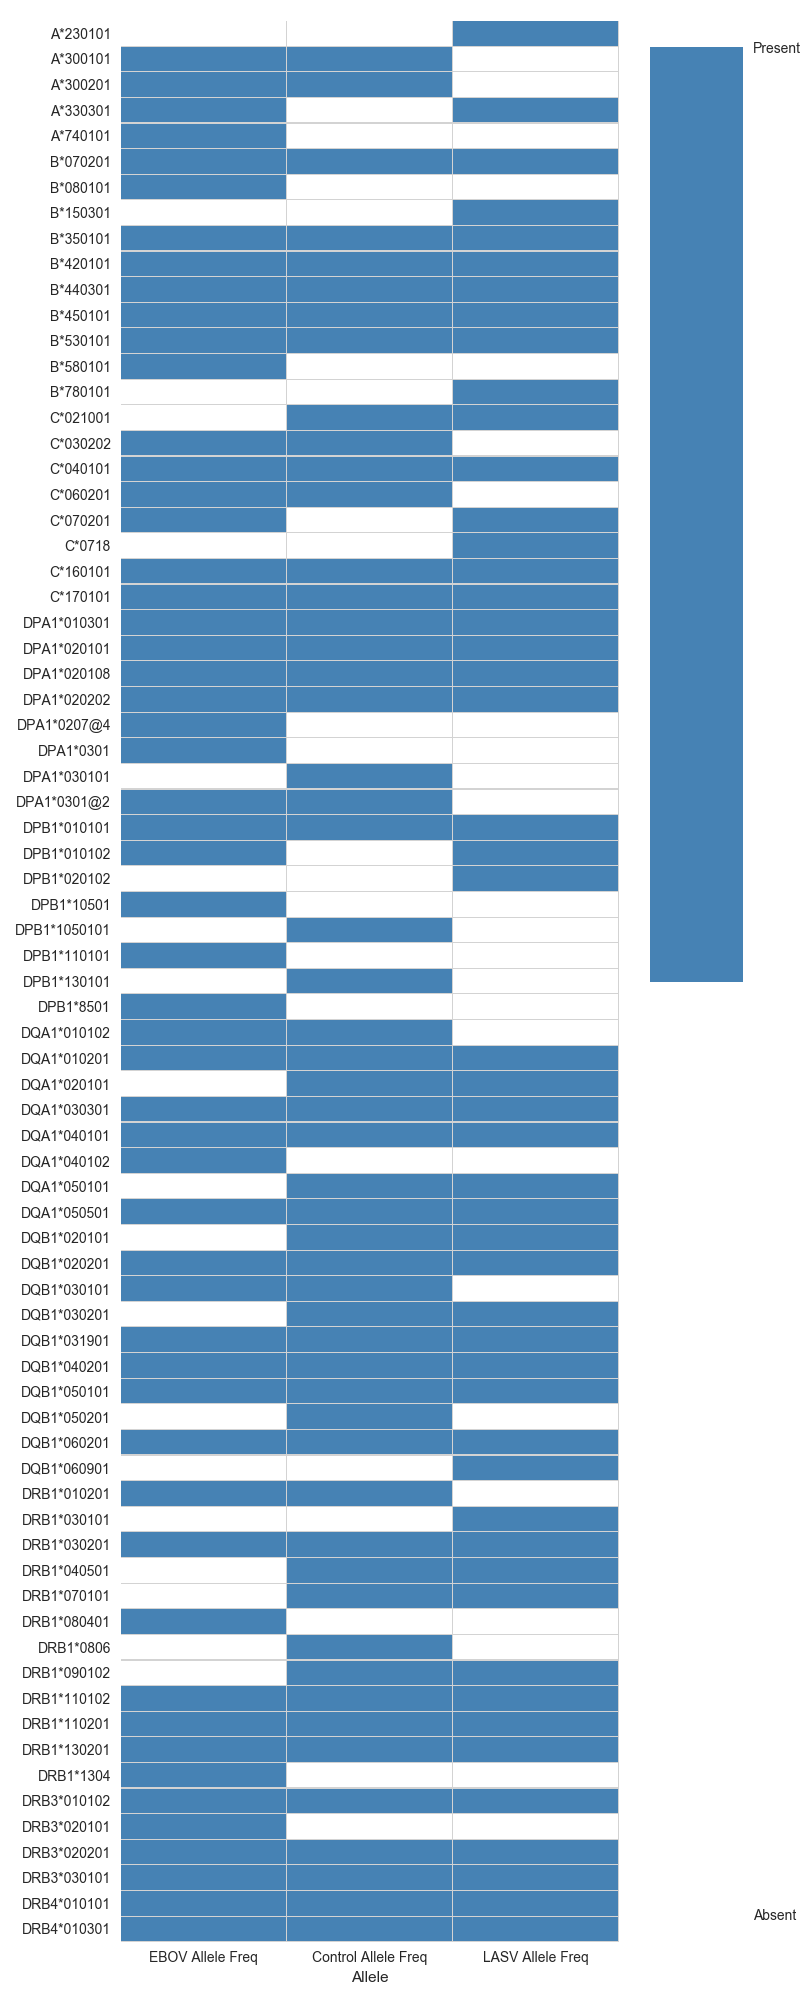 A*230101
A*300101
A*300201
A*330301
A*740101
B*070201
B*080101
B*150301
B*350101
B*420101
B*440301
B*450101
B*530101
B*580101
B*780101
C*021001
C*030202
C*040101
C*060201
C*070201
C*0718
C*160101
C*170101
DPA1*010301
DPA1*020101
DPA1*020108
DPA1*020202
DPA1*0207@4
DPA1*0301
DPA1*030101
DPA1*0301@2
DPB1*010101
DPB1*010102
DPB1*020102
DPB1*10501
DPB1*1050101
DPB1*110101
DPB1*130101
DPB1*8501
DQA1*010102
DQA1*010201
DQA1*020101
DQA1*030301
DQA1*040101
DQA1*040102
DQA1*050101
DQA1*050501
DQB1*020101
DQB1*020201
DQB1*030101
DQB1*030201
DQB1*031901
DQB1*040201
DQB1*050101
DQB1*050201
DQB1*060201
DQB1*060901
DRB1*010201
DRB1*030101
DRB1*030201
DRB1*040501
DRB1*070101
DRB1*080401
DRB1*0806
DRB1*090102
DRB1*110102
DRB1*110201
DRB1*130201
DRB1*1304
DRB3*010102
DRB3*020101
DRB3*020201
DRB3*030101
DRB4*010101
DRB4*010301
EBOV Allele Freq Control Allele Freq LASV Allele Freq
Allele
Present
Absent